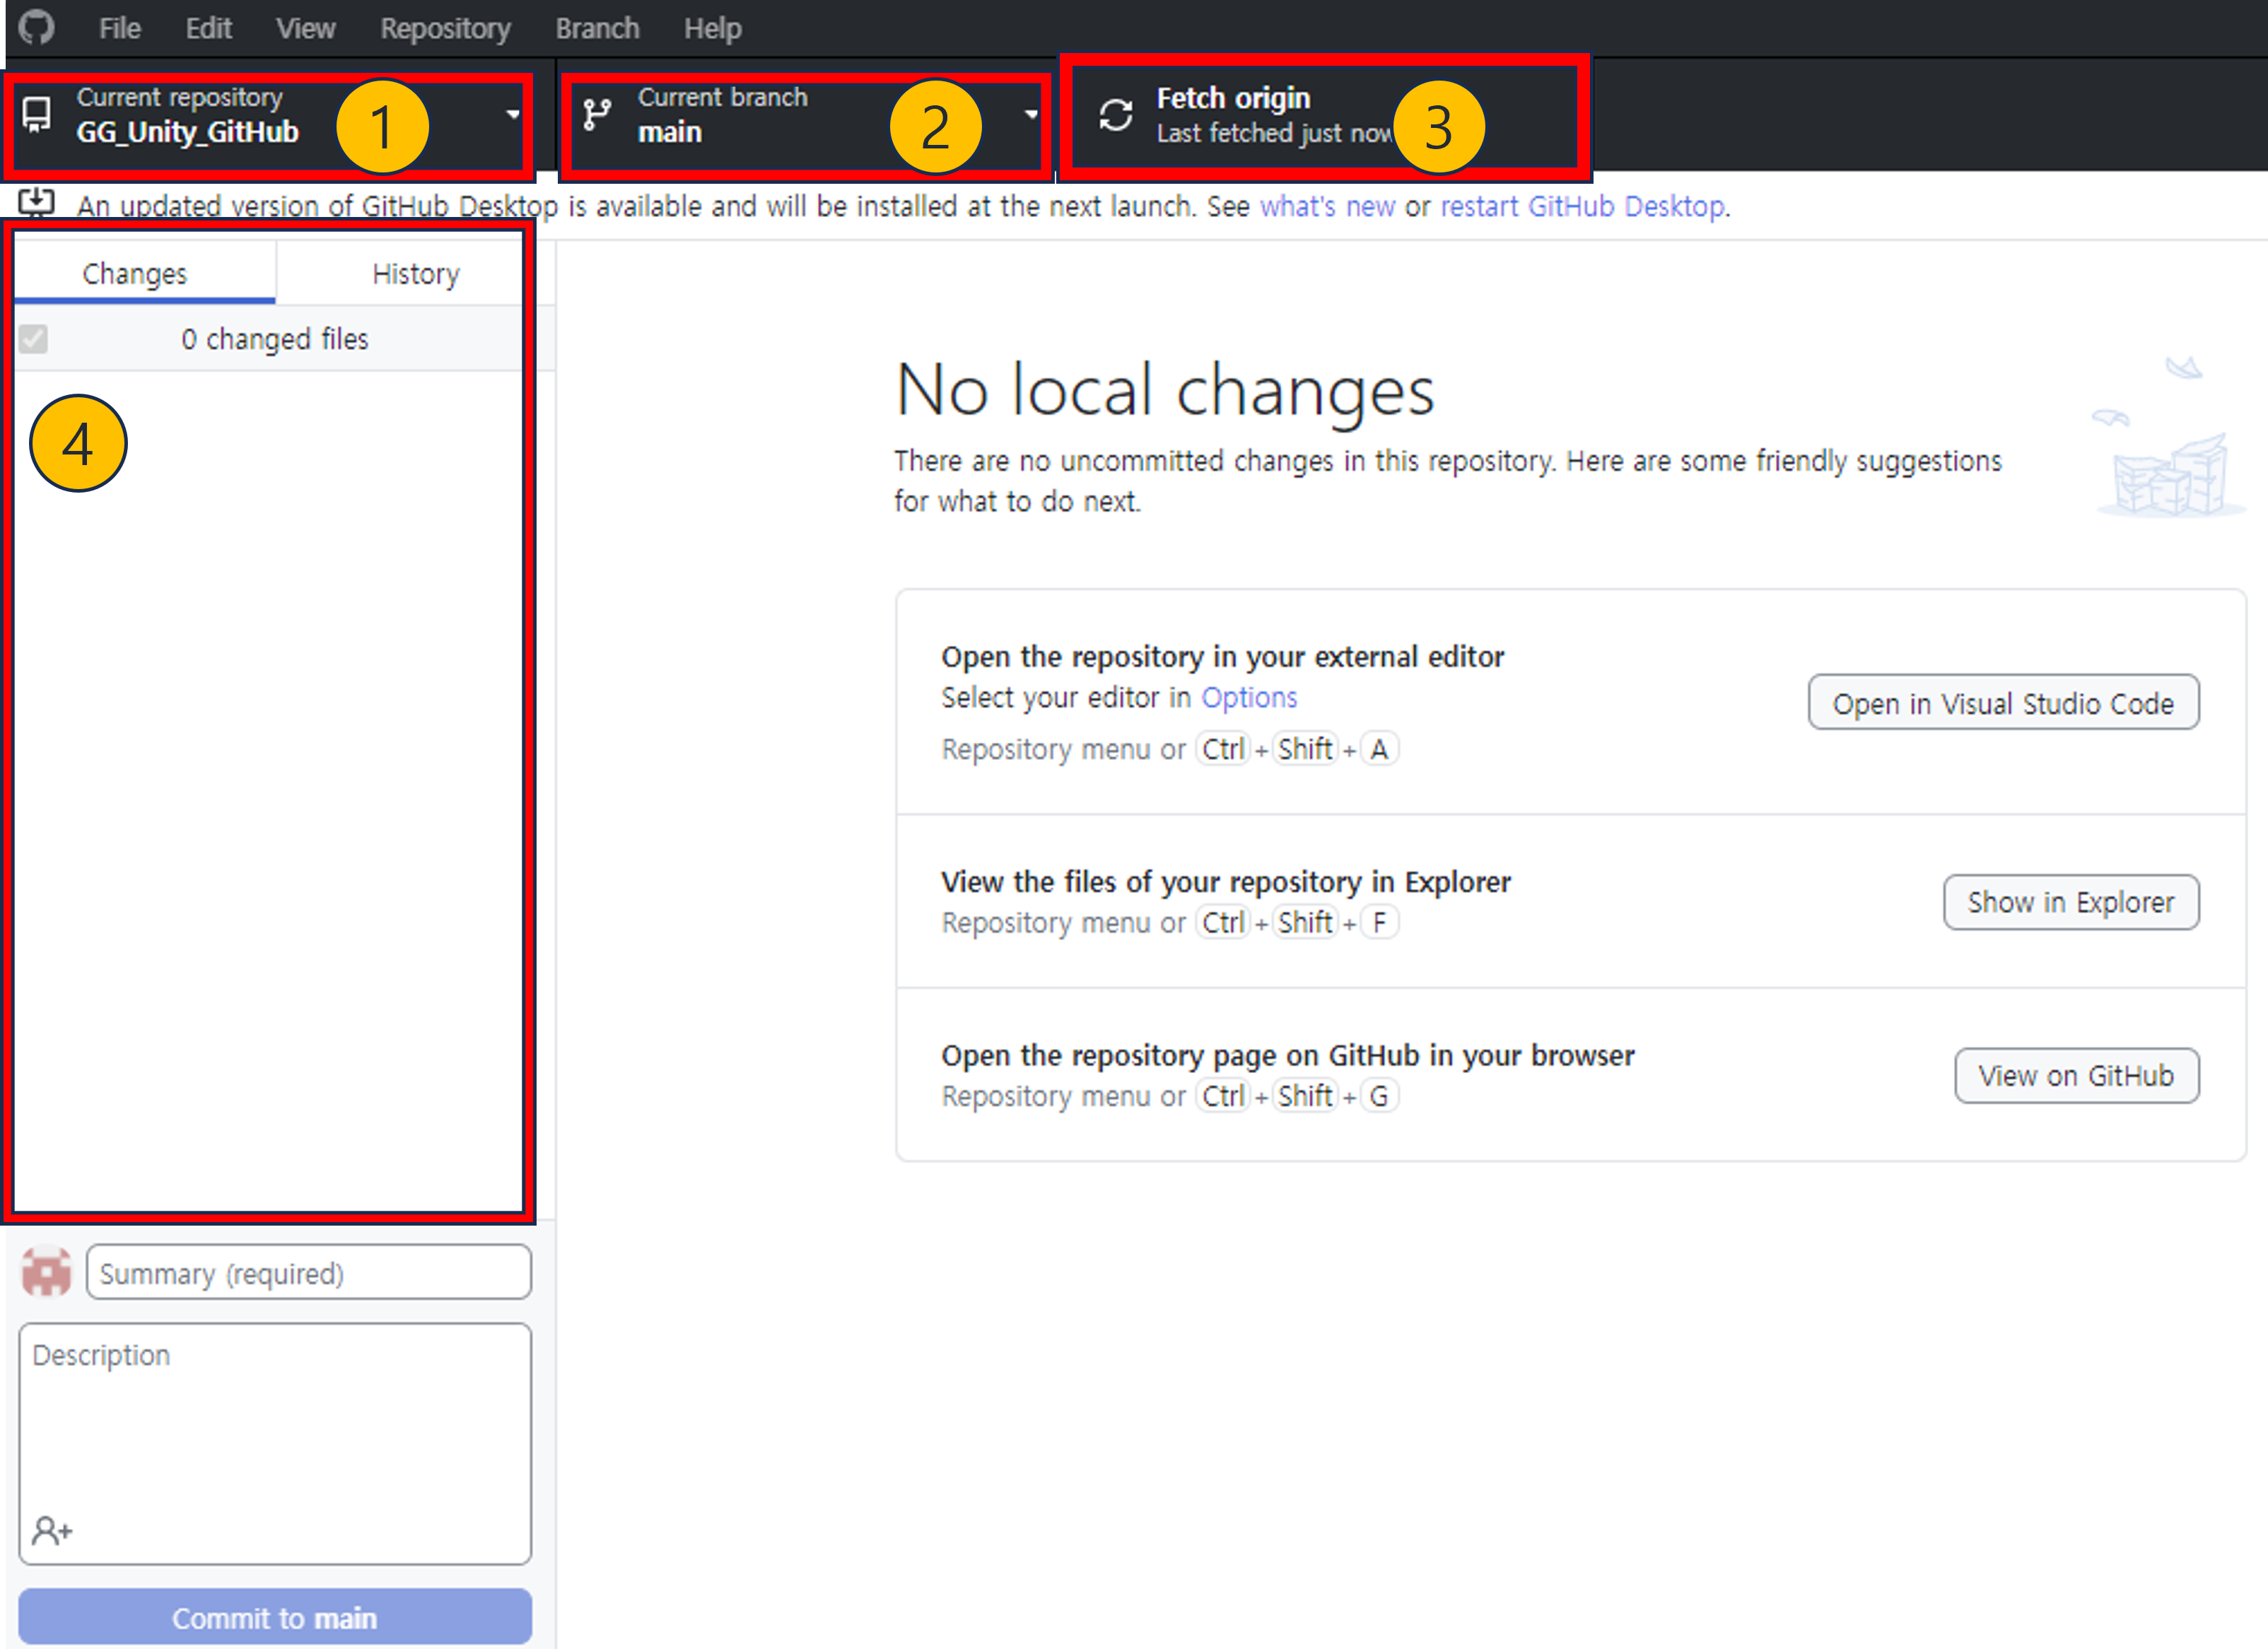 File Edit View Repository Branch Help
Current repository
GG_Unity_GitHub
1
Current branch
main
2
Fetch origin
Last fetched just now
3
An updated version of GitHub Desktop is available and will be installed at the next launch. See what's new or restart GitHub Desktop.
Changes History
0 changed files
4
No local changes
There are no uncommitted changes in this repository. Here are some friendly suggestions
for what to do next.
Open the repository in your external editor
Select your editor in Options
Repository menu or Ctrl + Shift + A
Open in Visual Studio Code
View the files of your repository in Explorer
Repository menu or Ctrl + Shift + F
Show in Explorer
Open the repository page on GitHub in your browser
Repository menu or Ctrl + Shift + G
View on GitHub
Summary (required)
Description
Commit to main